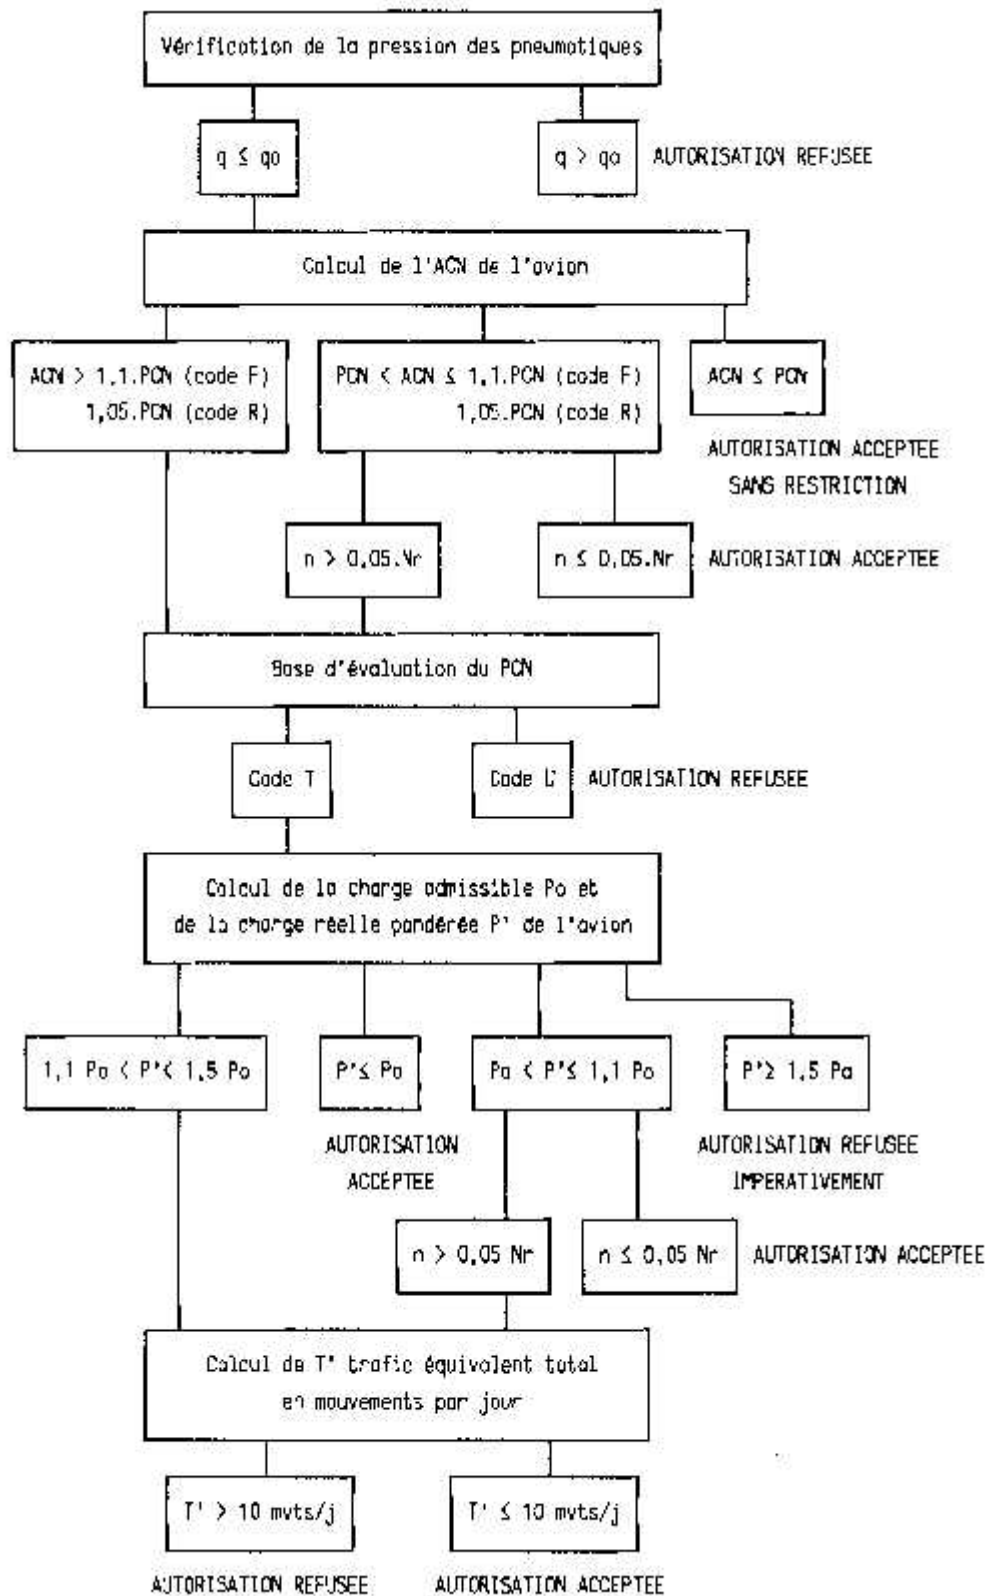 Vérification de la pression des pneumatiques
q ≤ qo
q > qo
AUTORISATION REFUSEE
Calcul de l'ACN de l'avion
ACN > 1,1.PCN (code F)
1,05.PCN (code R)
PCN < ACN ≤ 1,1.PCN (code F)
1,05.PCN (code R)
ACN ≤ PCN
AUTORISATION ACCEPTEE
SANS RESTRICTION
n > 0,05.Nr
n ≤ 0,05.Nr
AUTORISATION ACCEPTEE
Base d'évaluation du PCN
Code T
Code U
AUTORISATION REFUSEE
Calcul de la charge admissible Po et
de la charge réelle pondérée P' de l'avion
1,1 Po < P'< 1,5 Po
P'≤ Po
Po < P'≤ 1,1 Po
P'≥ 1,5 Po
AUTORISATION
ACCEPTEE
AUTORISATION REFUSEE
IMPERATIVEMENT
n > 0,05 Nr
n ≤ 0,05 Nr
AUTORISATION ACCEPTEE
Calcul de T' trafic équivalent total
en mouvements par jour
T' > 10 mvts/j
T' ≤ 10 mvts/j
AUTORISATION REFUSEE
AUTORISATION ACCEPTEE